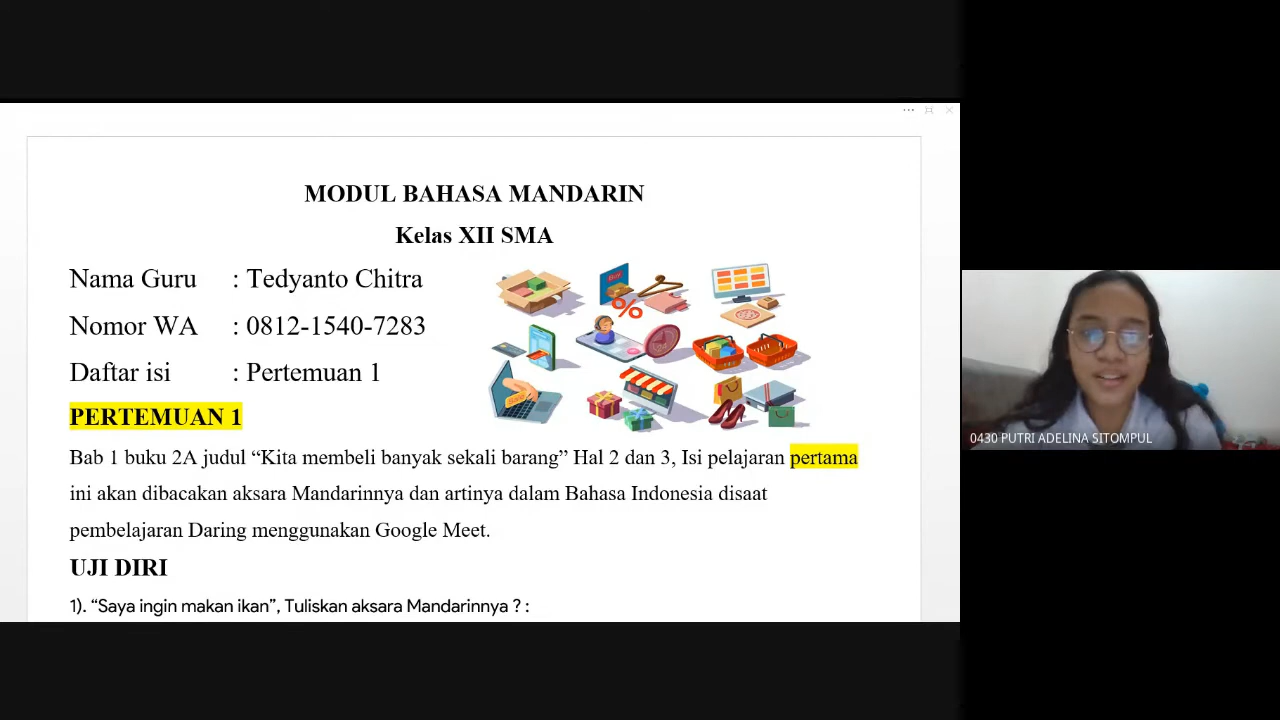 MODUL BAHASA MANDARIN
Kelas XII SMA
Nama Guru : Tedyanto Chitra
Nomor WA : 0812-1540-7283
Daftar isi : Pertemuan 1
PERTEMUAN 1
Bab 1 buku 2A judul “Kita membeli banyak sekali barang” Hal 2 dan 3, Isi pelajaran pertama
ini akan dibacakan aksara Mandarinnya dan artinya dalam Bahasa Indonesia disaat
pembelajaran Daring menggunakan Google Meet.
UJI DIRI
1). “Saya ingin makan ikan”, Tuliskan aksara Mandarinnya ? :
%
0430 PUTRI ADELINA SITOMPUL